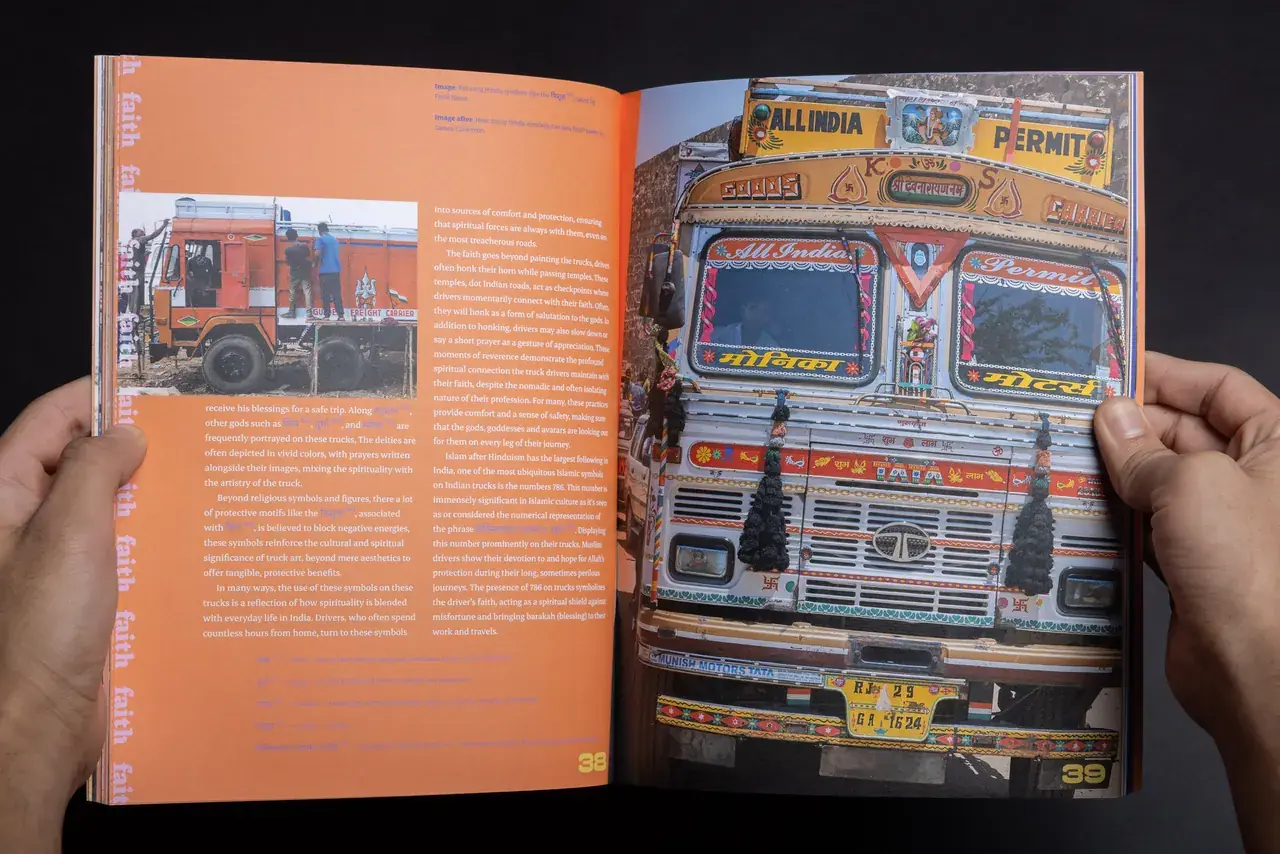 faith faith faith faith faith faith faith faith faith faith faith
Image
Image above
into sources of comfort and protection, ensuring
that spiritual forces are always with them, even on
the most treacherous roads.
The faith goes beyond painting the trucks, drivers
often honk their horn while passing temples. These
temples, dot Indian roads, act as checkpoints where
drivers momentarily connect with their faith. Often,
they will honk as a form of salutation to the gods. In
addition to honking, drivers may also slow down or
say a short prayer as a gesture of appreciation. These
moments of reverence demonstrate the profound
spiritual connection the truck drivers maintain with
their faith, despite the nomadic and often isolating
nature of their profession. For many, these practices
provide comfort and a sense of safety, making sure
that the gods, goddesses and avatars are looking out
for them on every leg of their journey.
Islam after Hinduism has the largest following in
India, one of the most ubiquitous Islamic symbols
on Indian trucks is the numbers 786. This number is
immensely significant in Islamic culture as it's seen
as or considered the numerical representation of
the phrase Displaying
this number prominently on their trucks, Muslim
drivers show their devotion to and hope for Allah's
protection during their long, sometimes perilous
journeys. The presence of 786 on trucks symbolizes
the driver's faith, acting as a spiritual shield against
misfortune and bringing barakah (blessing) to their
work and travels.
FREIGHT CARRIER
receive his blessings for a safe trip. Along
other gods such as , and are
frequently portrayed on these trucks. The deities are
often depicted in vivid colors, with prayers written
alongside their images, mixing the spirituality with
the artistry of the truck.
Beyond religious symbols and figures, there a lot
of protective motifs like the , associated
with , is believed to block negative energies,
these symbols reinforce the cultural and spiritual
significance of truck art, beyond mere aesthetics to
offer tangible, protective benefits.
In many ways, the use of these symbols on these
trucks is a reflection of how spirituality is blended
with everyday life in India. Drivers, who often spend
countless hours from home, turn to these symbols
38
ALL INDIA PERMIT
K ॐ S
GOODS श्री देवनारायण नमः CARRIER
All India Permit
मोनिका मोटर्स
शुभ लाभ
शुभ TATA लाभ
MUNISH MOTORS TATA
RJ 29
GA 1624
39